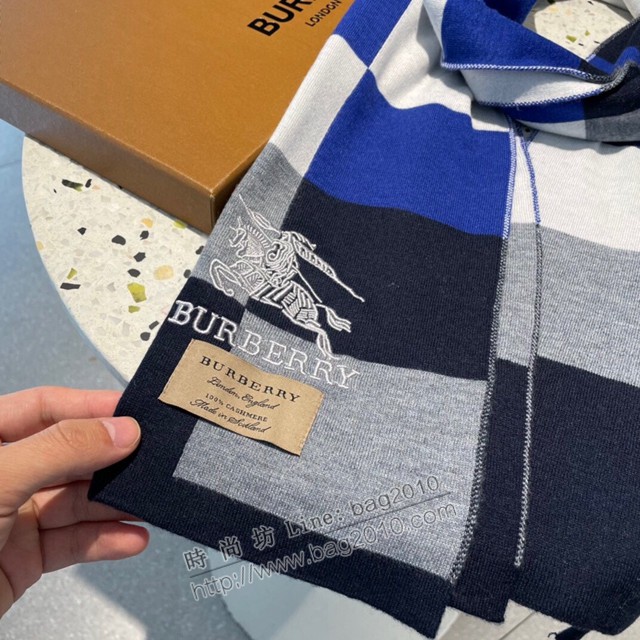 BUR
LONDON
BURBERRY
BURBERRY
London, England
100% CASHMERE
Made in Scotland
時尚坊 Line: bag2010
http://www.bag2010.com